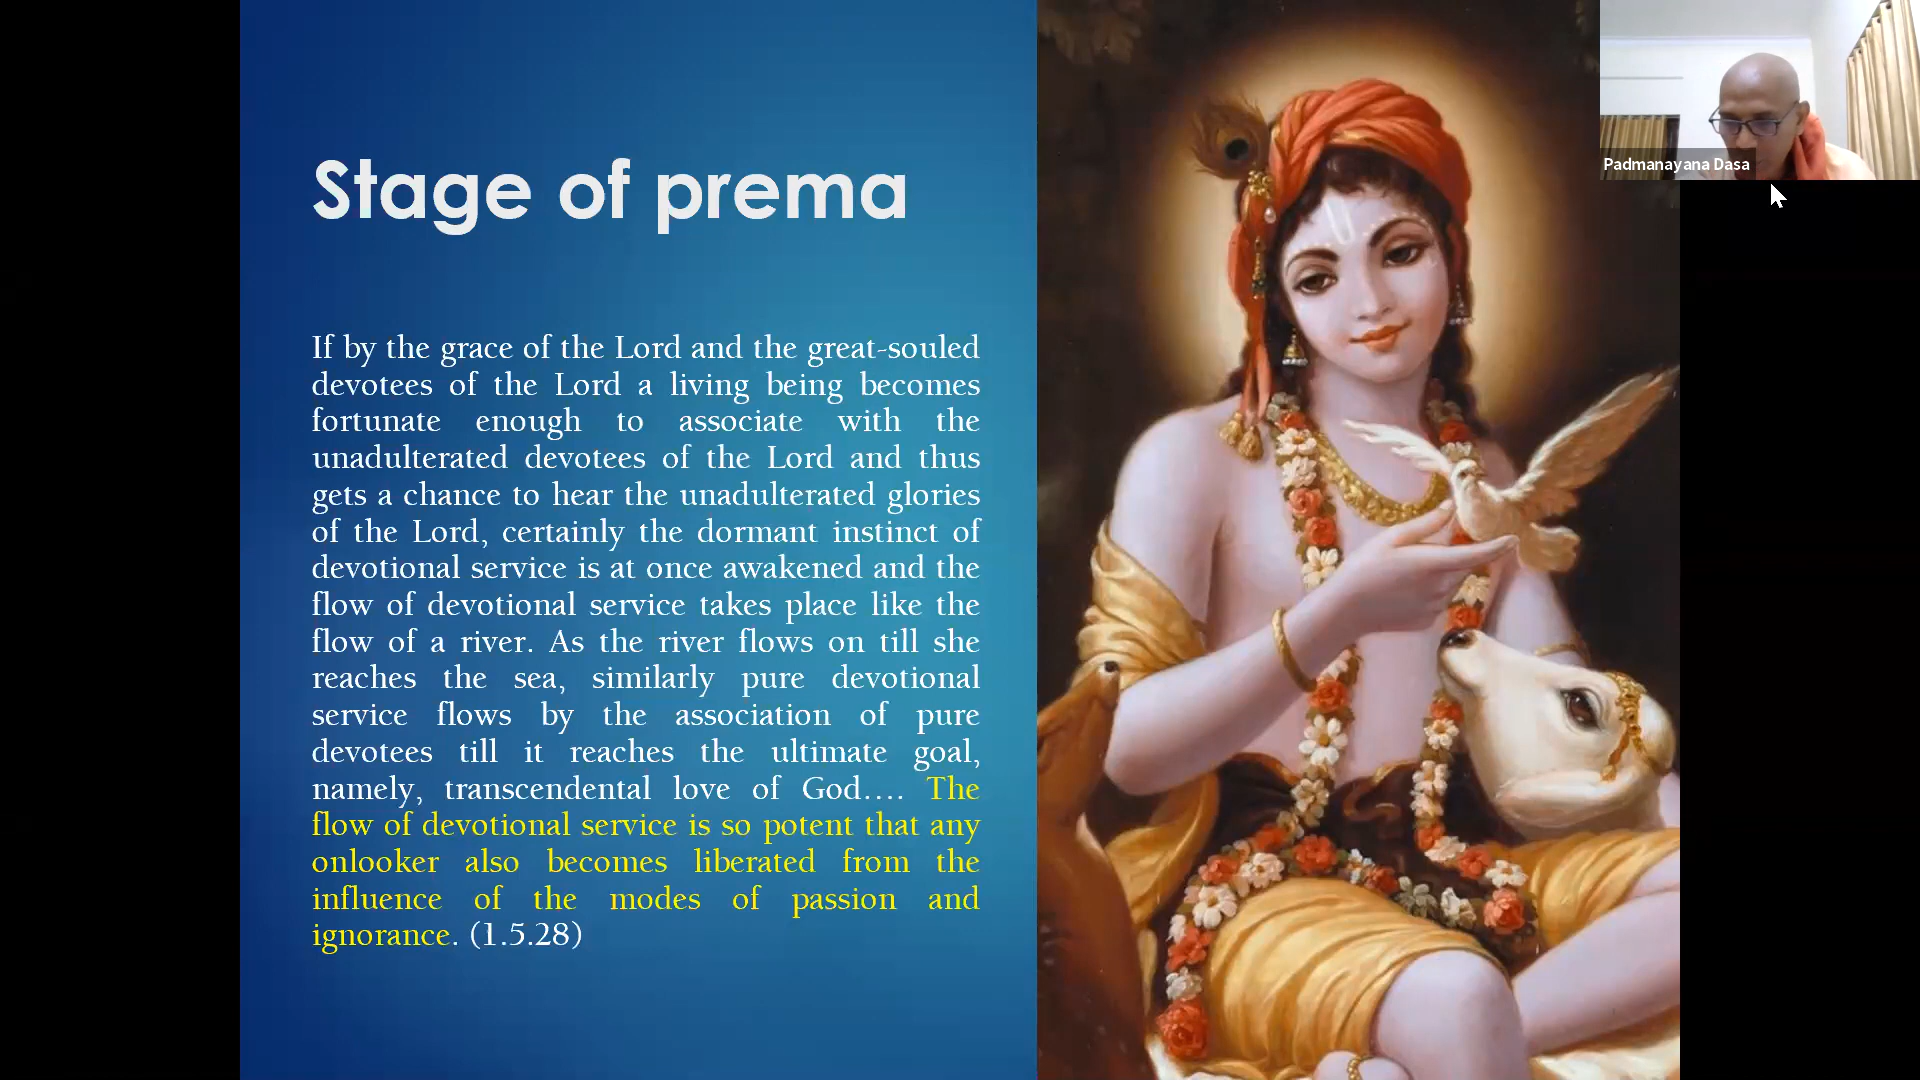 Stage of prema
If by the grace of the Lord and the great-souled
devotees of the Lord a living being becomes
fortunate enough to associate with the
unadulterated devotees of the Lord and thus
gets a chance to hear the unadulterated glories
of the Lord, certainly the dormant instinct of
devotional service is at once awakened and the
flow of devotional service takes place like the
flow of a river. As the river flows on till she
reaches the sea, similarly pure devotional
service flows by the association of pure
devotees till it reaches the ultimate goal,
namely, transcendental love of God.... The
flow of devotional service is so potent that any
onlooker also becomes liberated from the
influence of the modes of passion and
ignorance. (1.5.28)
Padmanayana Dasa